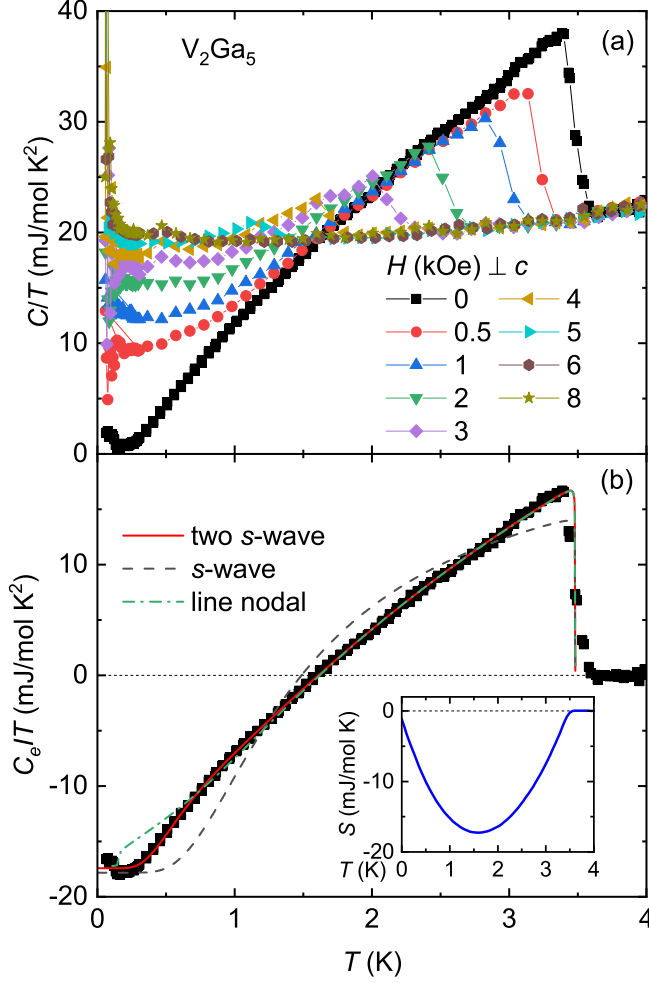 40
30
20
10
0
C/T (mJ/mol K²)
V₂Ga₅
(a)
H (kOe) ⊥ c
0
0.5
1
2
3
4
5
6
8
(b)
two s-wave
s-wave
line nodal
10
0
-10
-20
Cₑ/T (mJ/mol K²)
0
-10
-20
S (mJ/mol K)
0 1 2 3 4
T (K)
0 1 2 3 4
T (K)